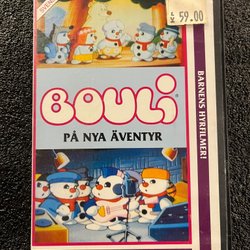 59.00
BOULi
PÅ NYA ÄVENTYR
BARNENS HYRFILMER!